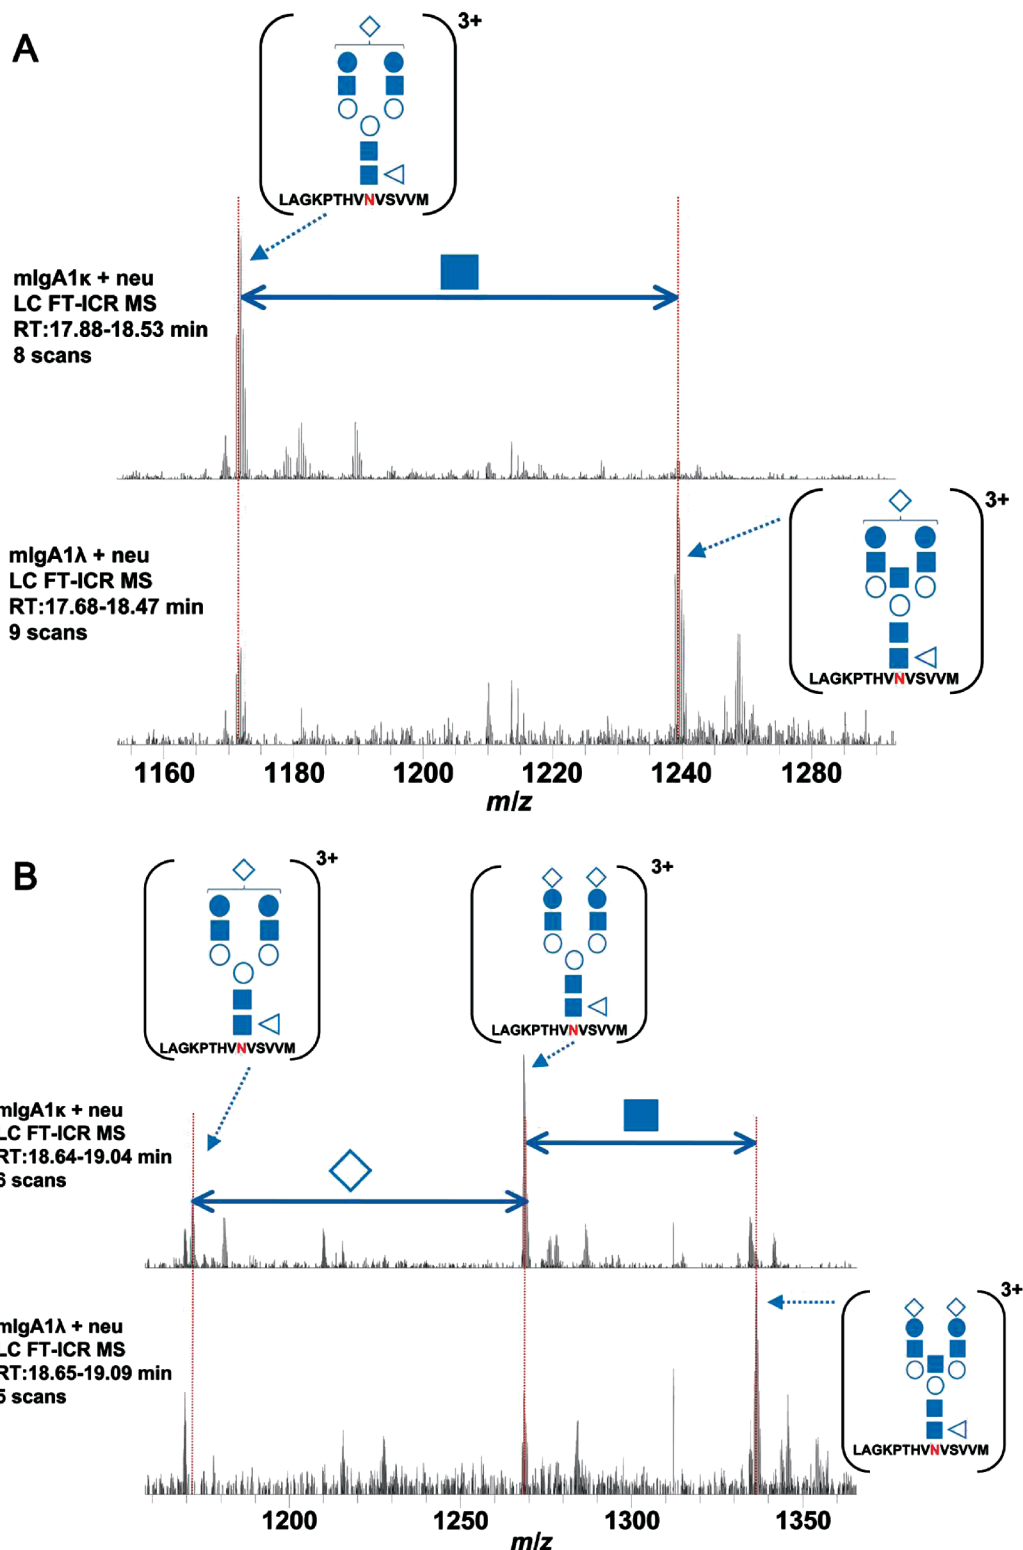 A
3+
LAGKPTHVNVSVVM
mIgA1κ + neu
LC FT-ICR MS
RT:17.88-18.53 min
8 scans
3+
LAGKPTHVNVSVVM
mIgA1λ + neu
LC FT-ICR MS
RT:17.68-18.47 min
9 scans
1160 1180 1200 1220 1240 1280
m/z
B
3+
LAGKPTHVNVSVVM
3+
LAGKPTHVNVSVVM
mIgA1κ + neu
LC FT-ICR MS
RT:18.64-19.04 min
6 scans
3+
LAGKPTHVNVSVVM
mIgA1λ + neu
LC FT-ICR MS
RT:18.65-19.09 min
5 scans
1200 1250 1300 1350
m/z